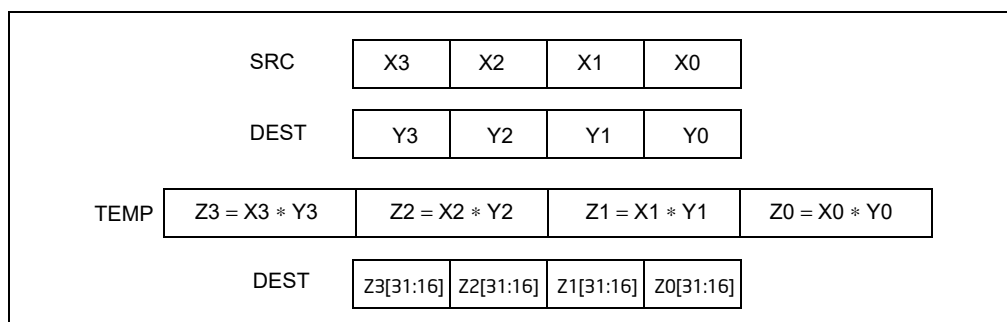 SRC X3 X2 X1 X0
DEST Y3 Y2 Y1 Y0
TEMP Z3 = X3 ∗ Y3 Z2 = X2 ∗ Y2 Z1 = X1 ∗ Y1 Z0 = X0 ∗ Y0
DEST Z3[31:16] Z2[31:16] Z1[31:16] Z0[31:16]